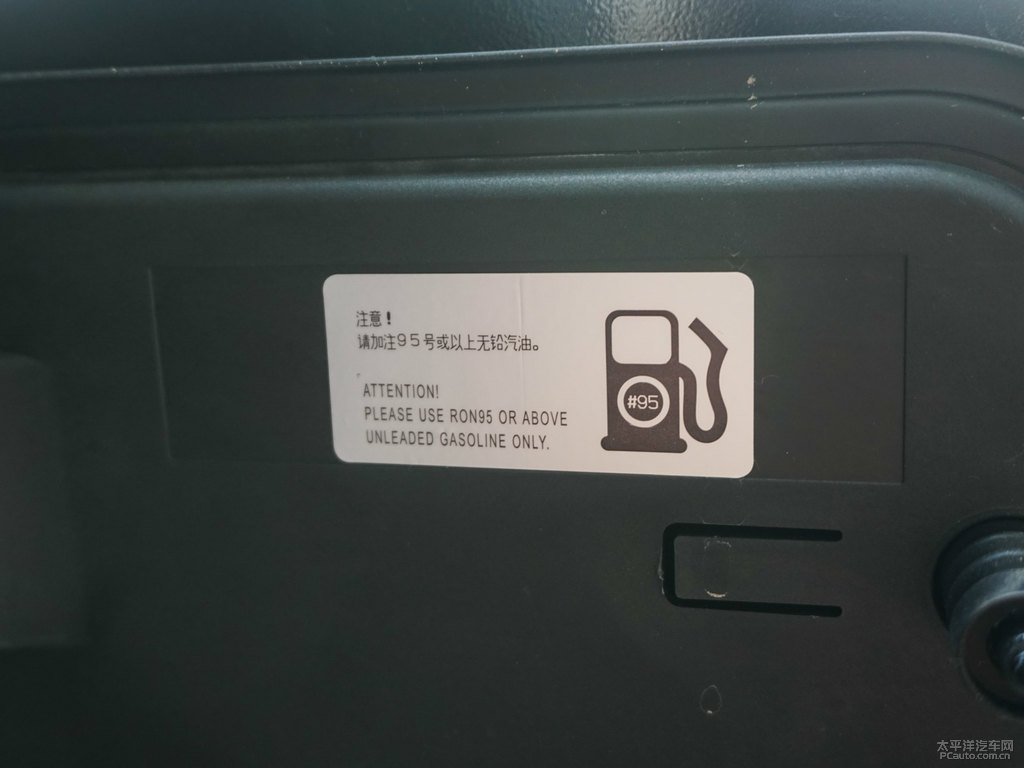 注意！
请加注95号或以上无铅汽油。
ATTENTION!
PLEASE USE RON95 OR ABOVE
UNLEADED GASOLINE ONLY.
#95
太平洋汽车网
PCauto.com.cn